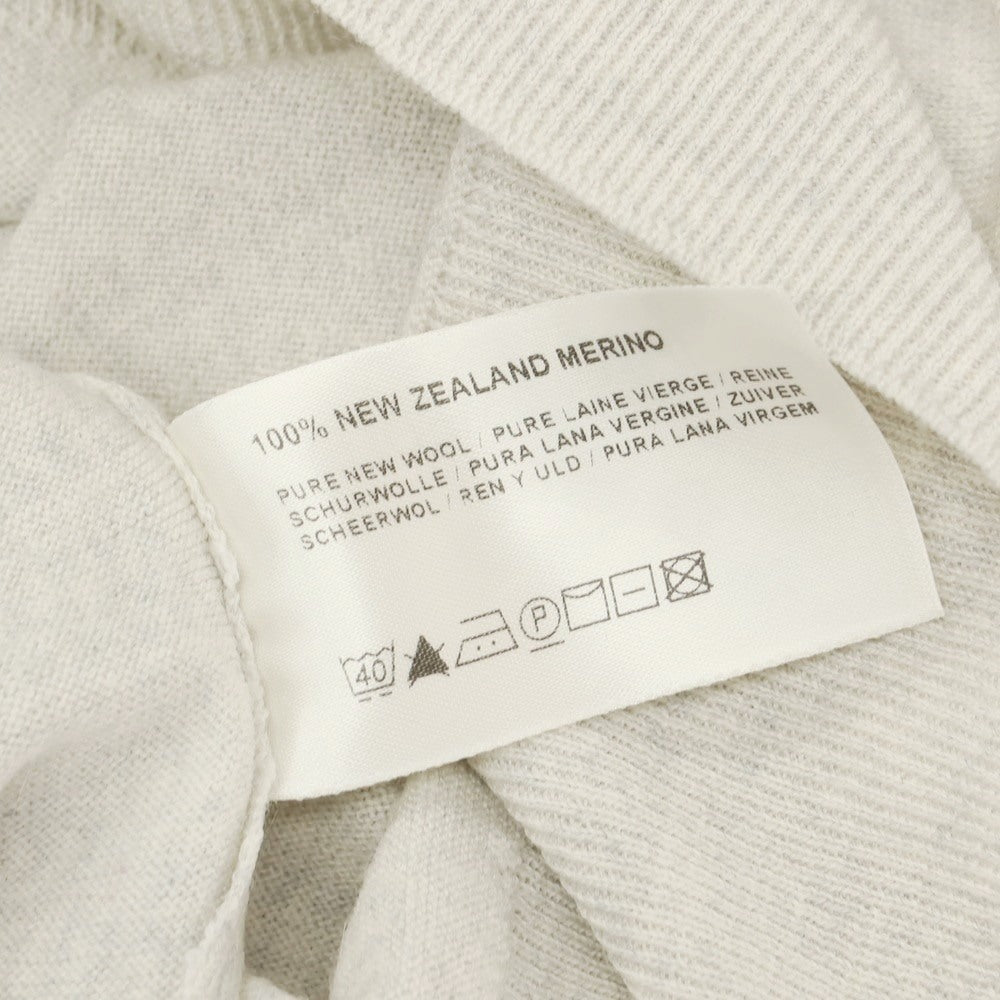 100% NEW ZEALAND MERINO
PURE NEW WOOL / PURE LAINE VIERGE / REINE
SCHURWOLLE / PURA LANA VERGINE / ZUIVER
SCHEERWOL / REN Y ULD / PURA LANA VIRGEM
40 P